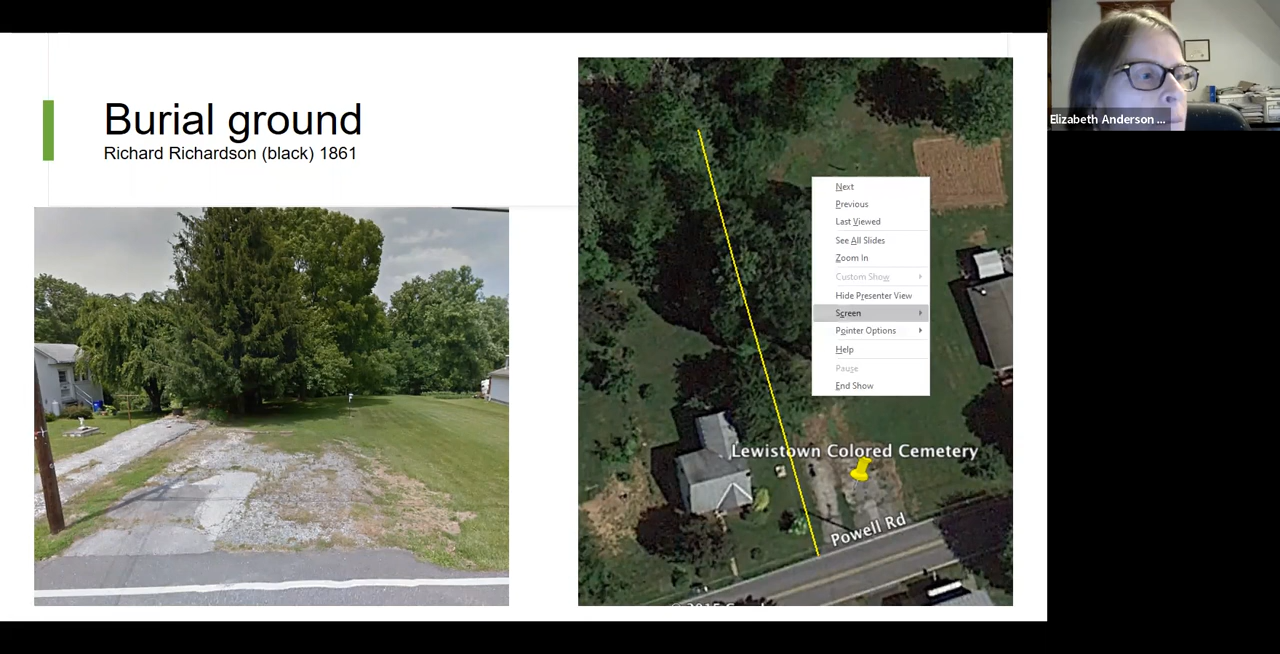 Burial ground
Richard Richardson (black) 1861
Next
Previous
Last Viewed
See All Slides
Zoom In
Custom Show
Hide Presenter View
Screen
Pointer Options
Help
Pause
End Show
Lewistown Colored Cemetery
Powell Rd
Elizabeth Anderson ...